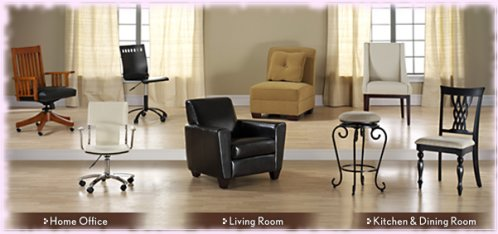 Home Office
Living Room
Kitchen & Dining Room